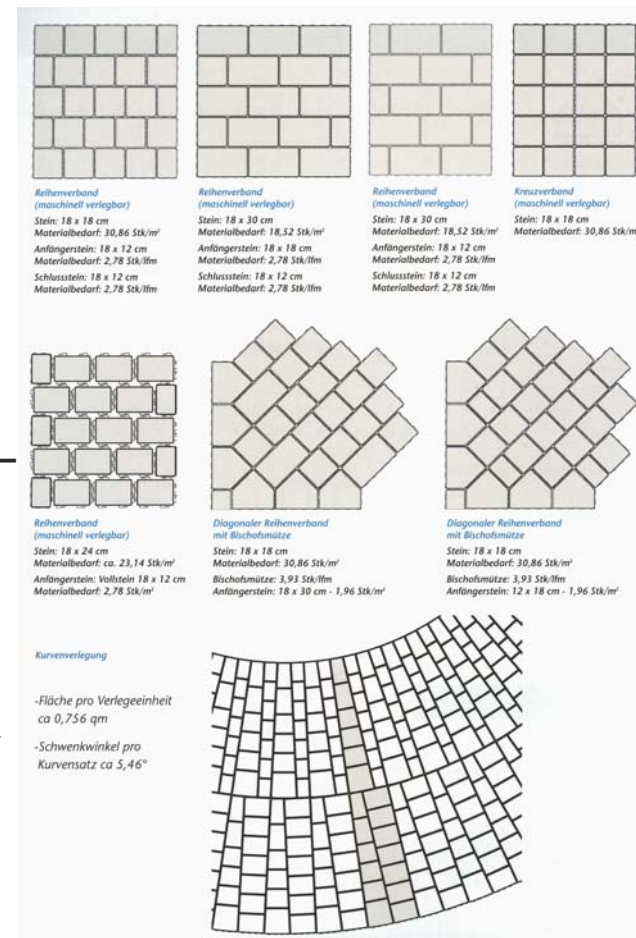 Reihenverband
(maschinell verlegbar)
Stein: 18 x 18 cm
Materialbedarf: 30,86 Stk/m²
Anfängerstein: 18 x 12 cm
Materialbedarf: 2,78 Stk/lfm
Schlussstein: 18 x 12 cm
Materialbedarf: 2,78 Stk/lfm
Reihenverband
(maschinell verlegbar)
Stein: 18 x 30 cm
Materialbedarf: 18,52 Stk/m²
Anfängerstein: 18 x 18 cm
Materialbedarf: 2,78 Stk/lfm
Schlussstein: 18 x 12 cm
Materialbedarf: 2,78 Stk/lfm
Reihenverband
(maschinell verlegbar)
Stein: 18 x 30 cm
Materialbedarf: 18,52 Stk/m²
Anfängerstein: 18 x 12 cm
Materialbedarf: 2,78 Stk/lfm
Schlussstein: 18 x 12 cm
Materialbedarf: 2,78 Stk/lfm
Kreuzverband
(maschinell verlegbar)
Stein: 18 x 18 cm
Materialbedarf: 30,86 Stk/m
Reihenverband
(maschinell verlegbar)
Stein: 18 x 24 cm
Materialbedarf: ca. 23,14 Stk/m²
Anfängerstein: Vollstein 18 x 12 cm
Materialbedarf: 2,78 Stk/m²
Diagonaler Reihenverband
mit Bischofsmütze
Stein: 18 x 18 cm
Materialbedarf: 30,86 Stk/m²
Bischofsmütze: 3,93 Stk/lfm
Anfängerstein: 18 x 30 cm - 1,96 Stk/m²
Diagonaler Reihenverband
mit Bischofsmütze
Stein: 18 x 18 cm
Materialbedarf: 30,86 Stk/m²
Bischofsmütze: 3,93 Stk/lfm
Anfängerstein: 12 x 18 cm - 1,96 Stk/m²
Kurvenverlegung
-Fläche pro Verlegeeinheit
ca 0,756 qm
-Schwenkwinkel pro
Kurvensatz ca 5,46°